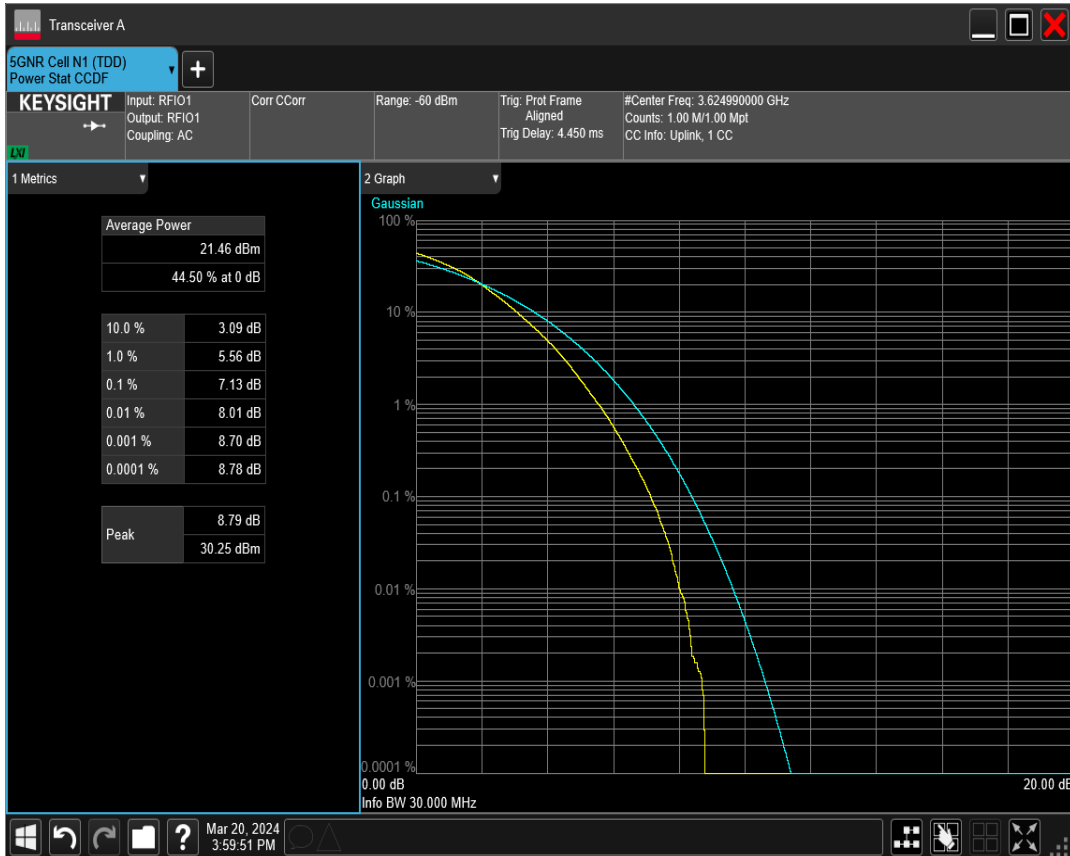 Transceiver A
5GNR Cell N1 (TDD)
Power Stat CCDF
+
KEYSIGHT
LXI
Input: RFIO1
Output: RFIO1
Coupling: AC
Corr CCorr
Range: -60 dBm
Trig: Prot Frame
Aligned
Trig Delay: 4.450 ms
#Center Freq: 3.624990000 GHz
Counts: 1.00 M/1.00 Mpt
CC Info: Uplink, 1 CC
1 Metrics
Average Power
21.46 dBm
44.50 % at 0 dB
10.0 % 3.09 dB
1.0 % 5.56 dB
0.1 % 7.13 dB
0.01 % 8.01 dB
0.001 % 8.70 dB
0.0001 % 8.78 dB
Peak 8.79 dB
30.25 dBm
2 Graph
Gaussian
100 %
10 %
1 %
0.1 %
0.01 %
0.001 %
0.0001 %
0.00 dB 20.00 dB
Info BW 30.000 MHz
?
Mar 20, 2024
3:59:51 PM